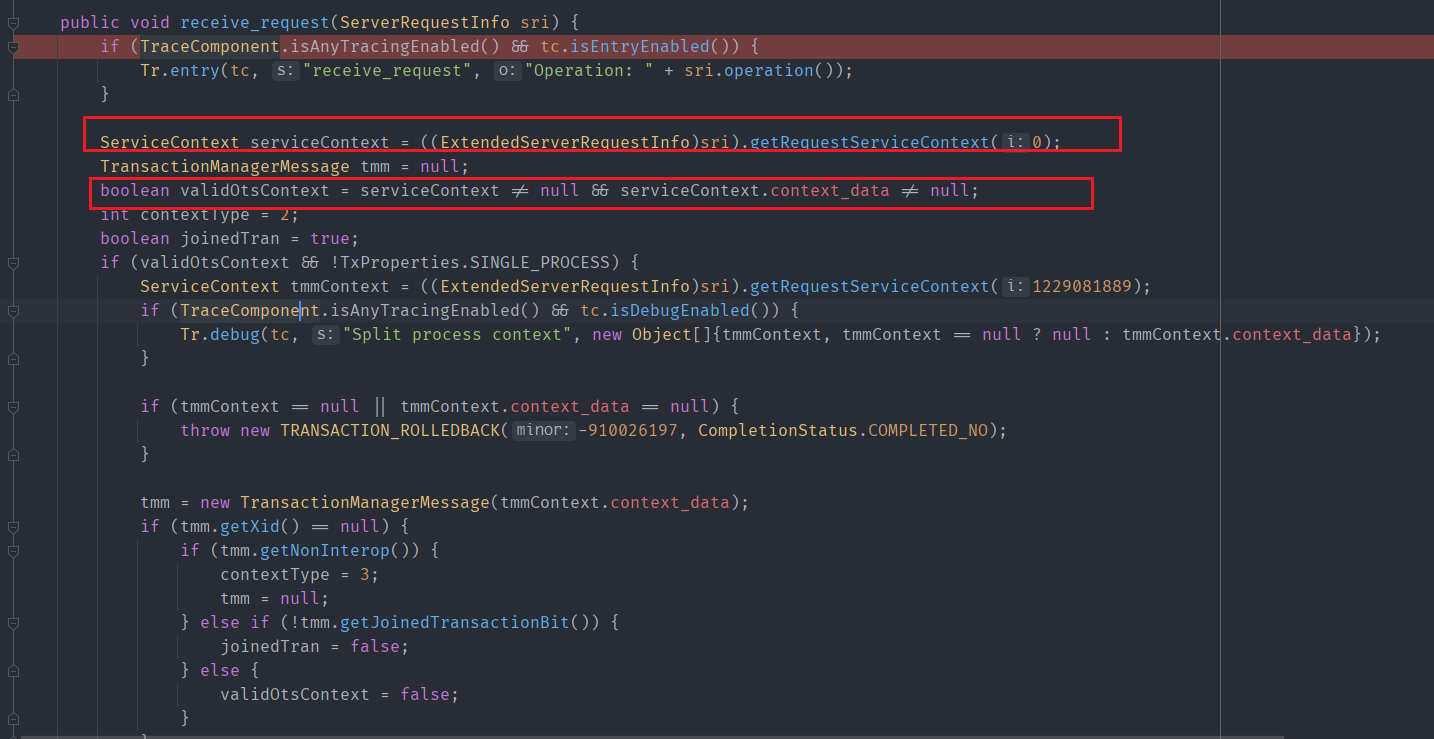 public void receive_request(ServerRequestInfo sri) {
if (TraceComponent.isAnyTracingEnabled() && tc.isEntryEnabled()) {
Tr.entry(tc, s: "receive_request", o: "Operation: " + sri.operation());
}
ServiceContext serviceContext = ((ExtendedServerRequestInfo)sri).getRequestServiceContext( i: 0);
TransactionManagerMessage tmm = null;
boolean validOtsContext = serviceContext ≠ null && serviceContext.context_data ≠ null;
int contextType = 2;
boolean joinedTran = true;
if (validOtsContext && !TxProperties.SINGLE_PROCESS) {
ServiceContext tmmContext = ((ExtendedServerRequestInfo)sri).getRequestServiceContext( i: 1229081889);
if (TraceComponent.isAnyTracingEnabled() && tc.isDebugEnabled()) {
Tr.debug(tc, s: "Split process context", new Object[]{tmmContext, tmmContext == null ? null : tmmContext.context_data});
}
if (tmmContext == null || tmmContext.context_data == null) {
throw new TRANSACTION_ROLLEDBACK( minor: -910026197, CompletionStatus.COMPLETED_NO);
}
tmm = new TransactionManagerMessage(tmmContext.context_data);
if (tmm.getXid() == null) {
if (tmm.getNonInterop()) {
contextType = 3;
tmm = null;
} else if (!tmm.getJoinedTransactionBit()) {
joinedTran = false;
} else {
validOtsContext = false;
}